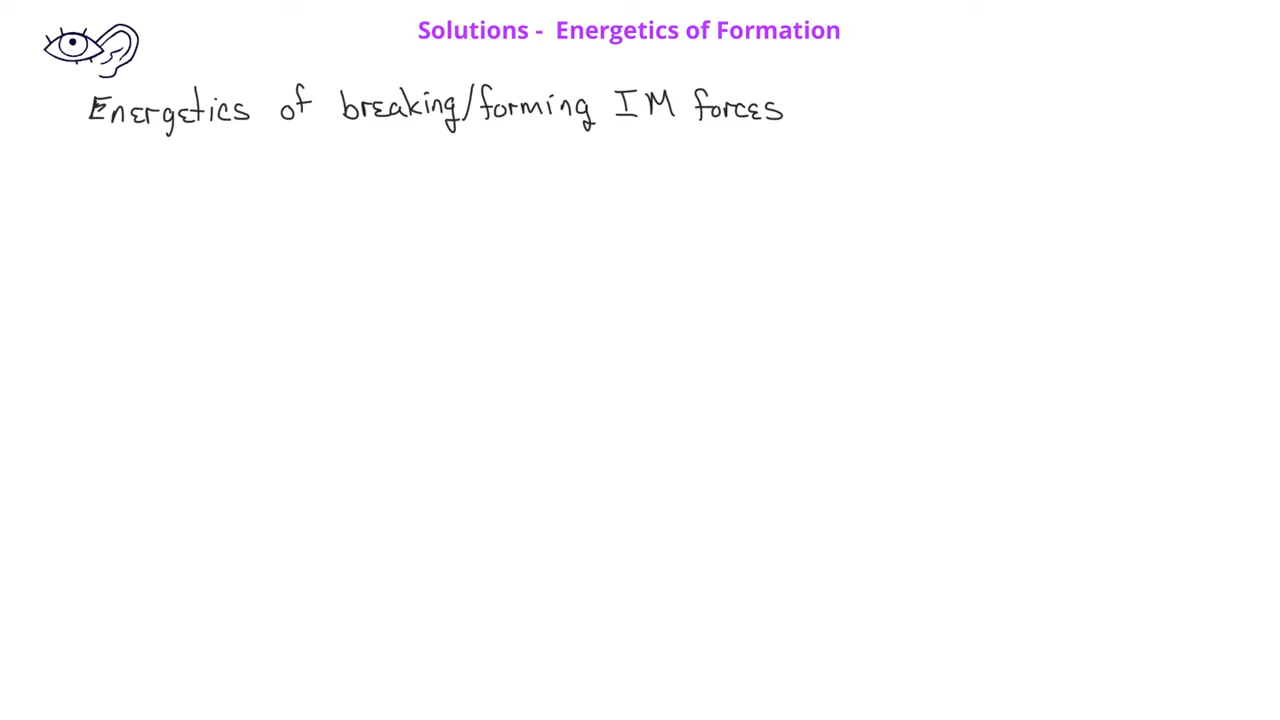 Solutions - Energetics of Formation
Energetics of breaking/forming IM forces